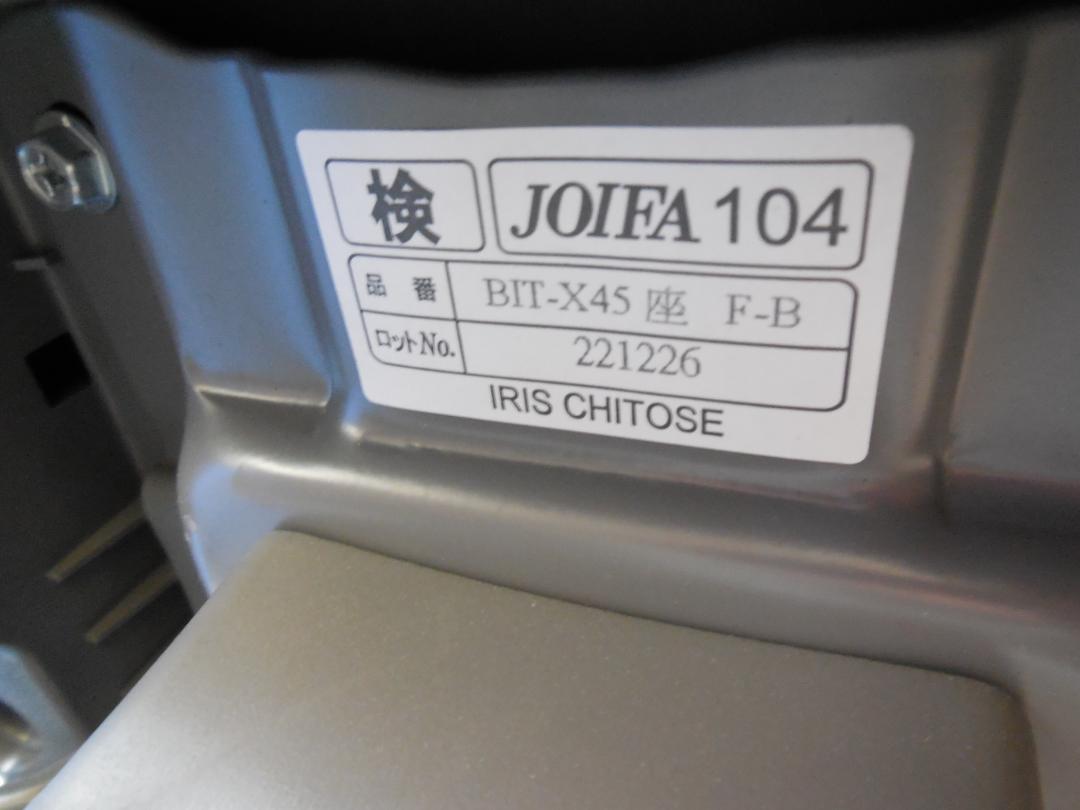 検 JOIFA 104
品 番 BIT-X45 座 F-B
ロットNo. 221226
IRIS CHITOSE